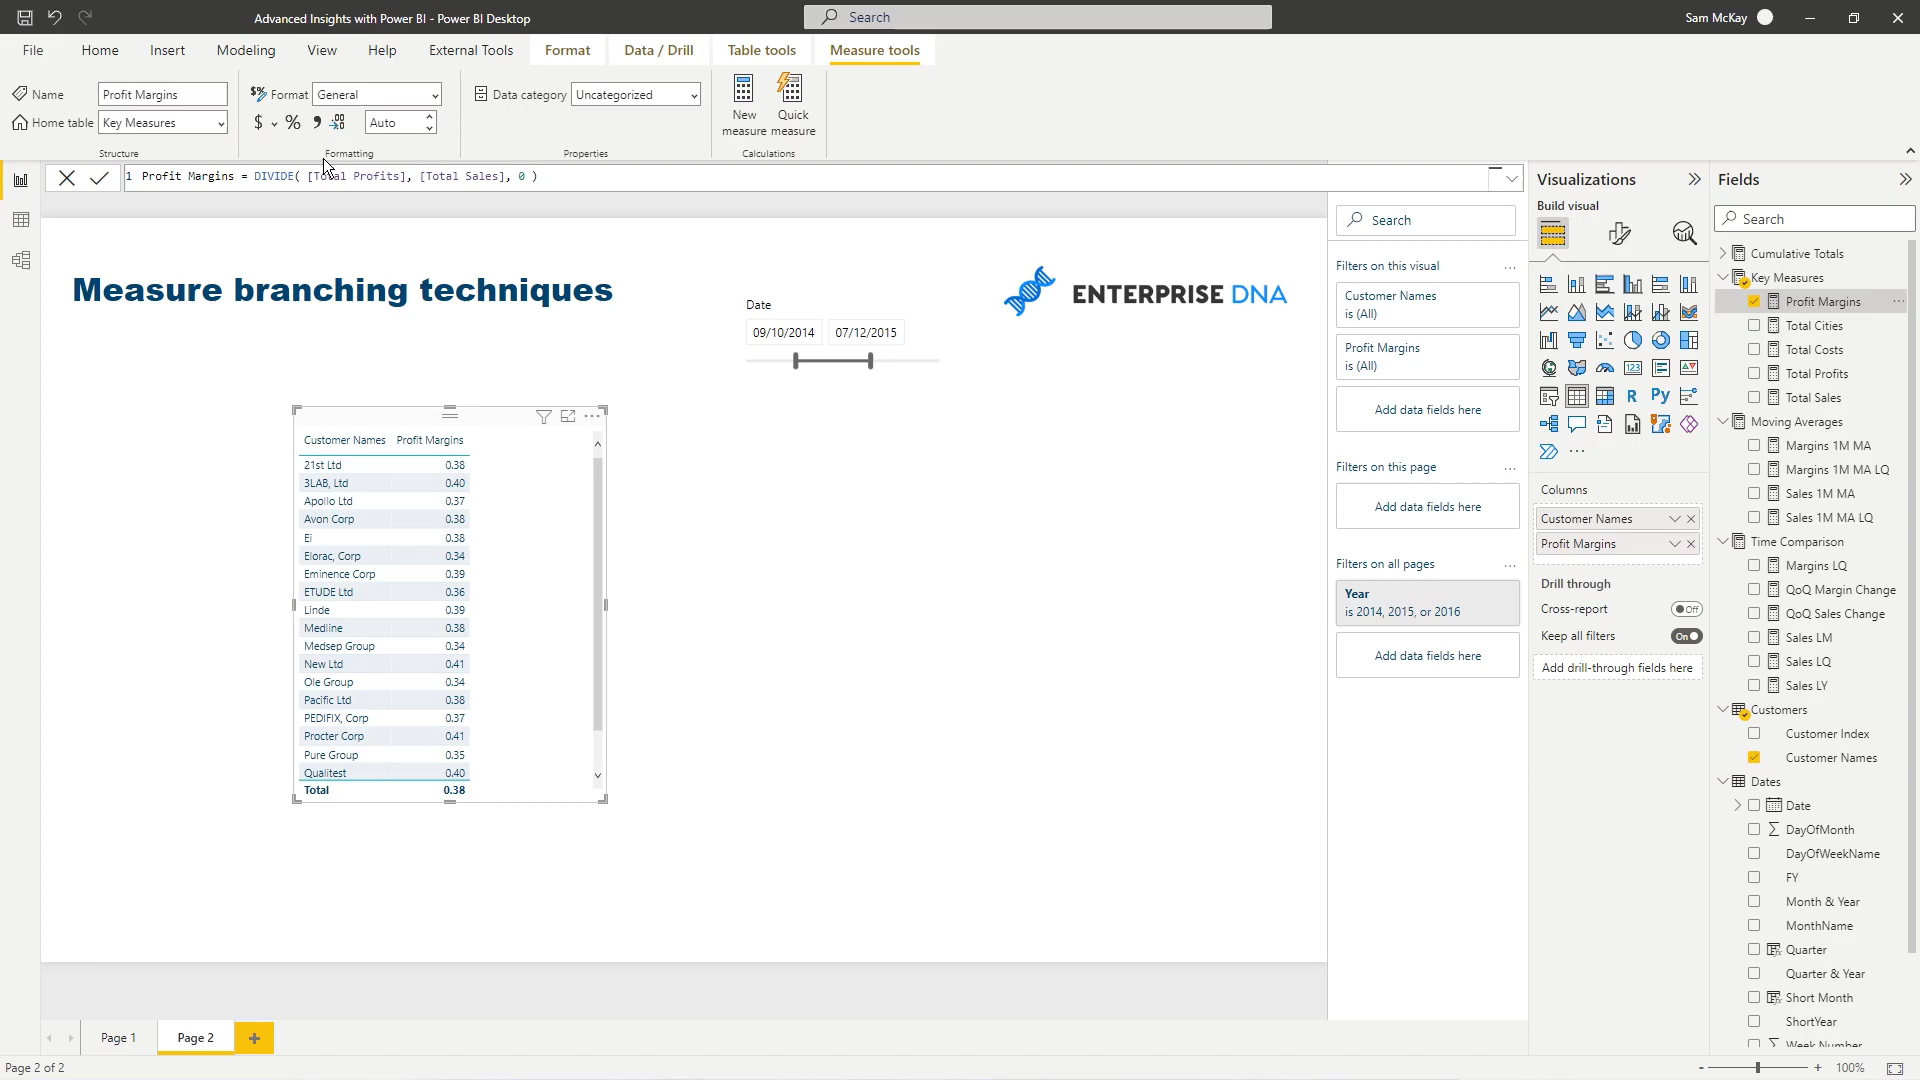 Advanced Insights with Power BI - Power BI Desktop
Search
Sam McKay
File
Home
Insert
Modeling
View
Help
External Tools
Format
Data / Drill
Table tools
Measure tools
Name
Profit Margins
Home table
Key Measures
Structure
Format
General
$
%
Auto
Formatting
Data category
Uncategorized
Properties
New measure
Quick measure
Calculations
1 Profit Margins = DIVIDE( [Total Profits], [Total Sales], 0 )
Measure branching techniques
Date
09/10/2014
07/12/2015
ENTERPRISE DNA
Customer Names Profit Margins
21st Ltd 0.38
3LAB, Ltd 0.40
Apollo Ltd 0.37
Avon Corp 0.38
Ei 0.38
Elorac, Corp 0.34
Eminence Corp 0.39
ETUDE Ltd 0.36
Linde 0.39
Medline 0.38
Medsep Group 0.34
New Ltd 0.41
Ole Group 0.34
Pacific Ltd 0.38
PEDIFIX, Corp 0.37
Procter Corp 0.41
Pure Group 0.35
Qualitest 0.40
Total 0.38
Search
Filters on this visual
Customer Names
is (All)
Profit Margins
is (All)
Add data fields here
Filters on this page
Add data fields here
Filters on all pages
Year
is 2014, 2015, or 2016
Add data fields here
Visualizations
Build visual
123
R
Py
Columns
Customer Names
Profit Margins
Drill through
Cross-report
Off
Keep all filters
On
Add drill-through fields here
Fields
Search
Cumulative Totals
Key Measures
Profit Margins
Total Cities
Total Costs
Total Profits
Total Sales
Moving Averages
Margins 1M MA
Margins 1M MA LQ
Sales 1M MA
Sales 1M MA LQ
Time Comparison
Margins LQ
QoQ Margin Change
QoQ Sales Change
Sales LM
Sales LQ
Sales LY
Customers
Customer Index
Customer Names
Dates
Date
DayOfMonth
DayOfWeekName
FY
Month & Year
MonthName
Quarter
Quarter & Year
Short Month
ShortYear
Week Number
Page 1
Page 2
Page 2 of 2
100%